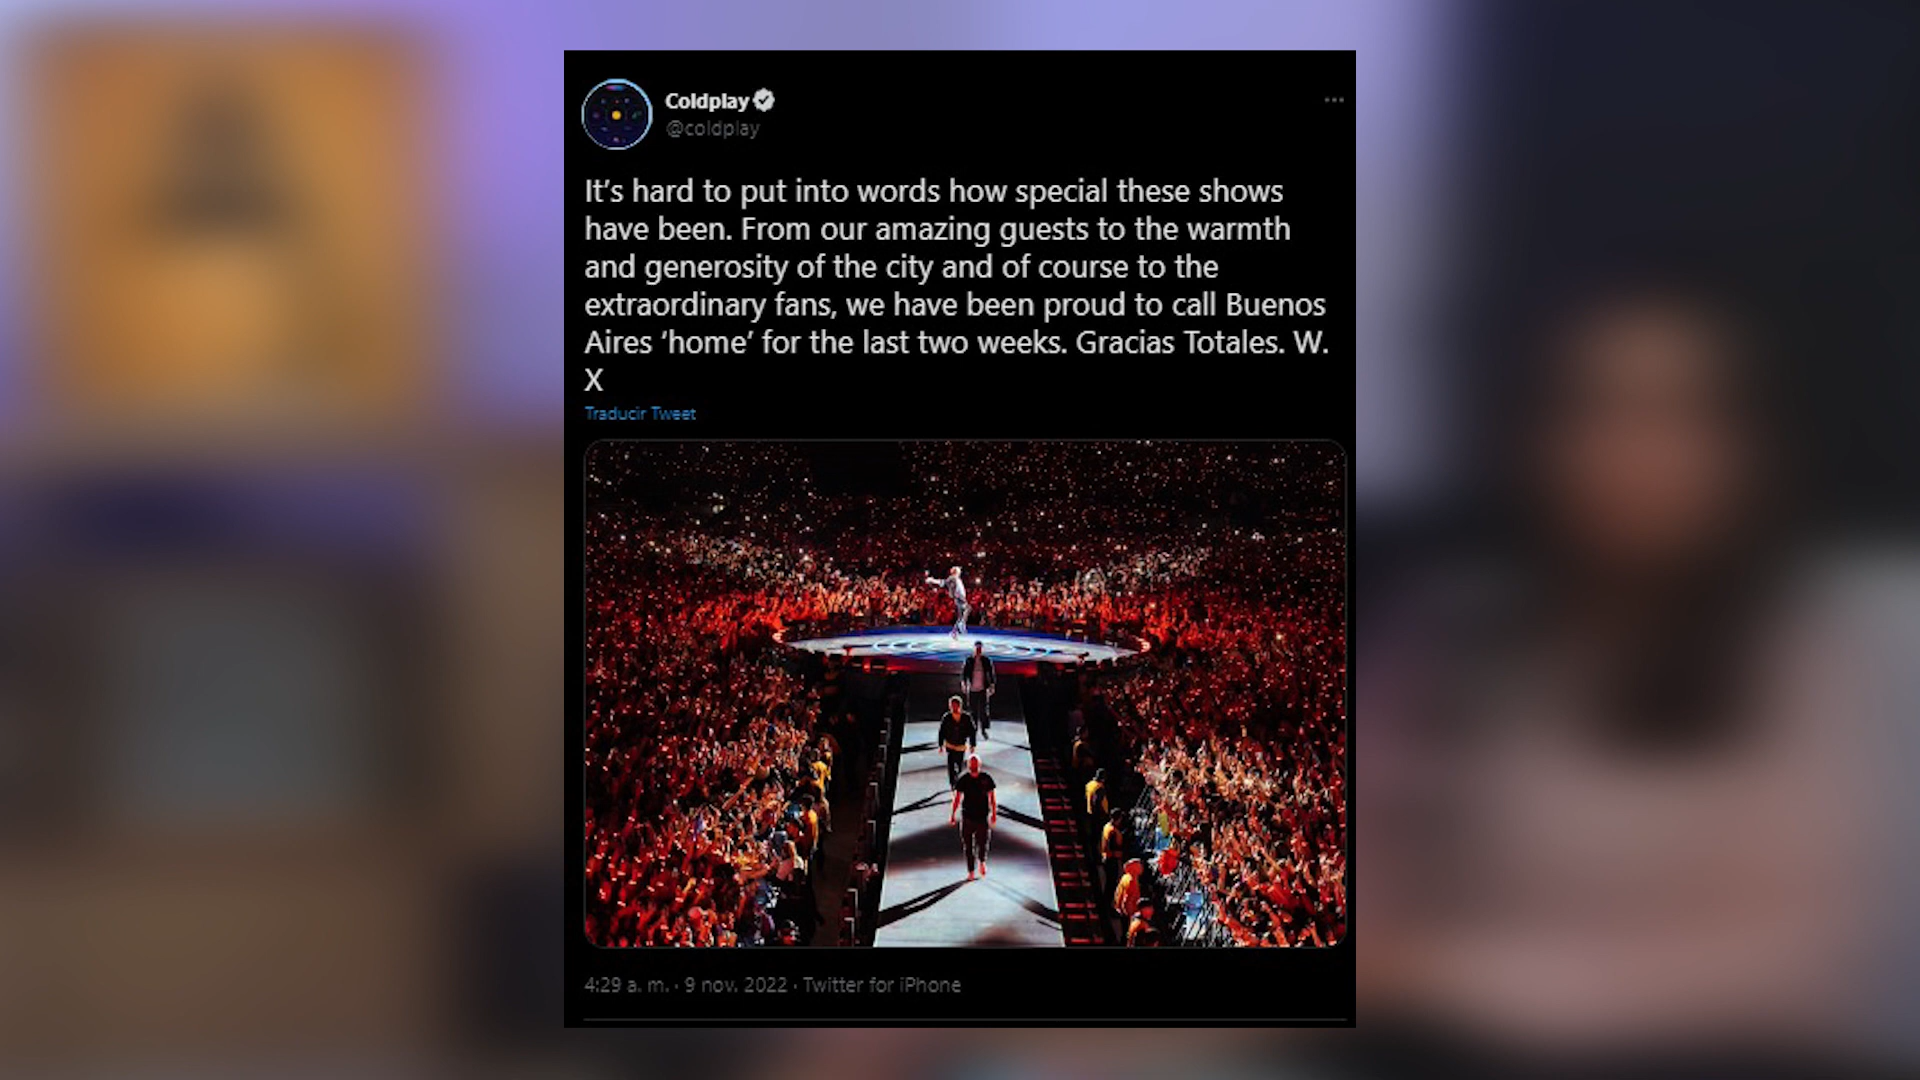 Coldplay
@coldplay
It’s hard to put into words how special these shows
have been. From our amazing guests to the warmth
and generosity of the city and of course to the
extraordinary fans, we have been proud to call Buenos
Aires ‘home’ for the last two weeks. Gracias Totales. W.
X
Traducir Tweet
4:29 a. m. · 9 nov. 2022 · Twitter for iPhone